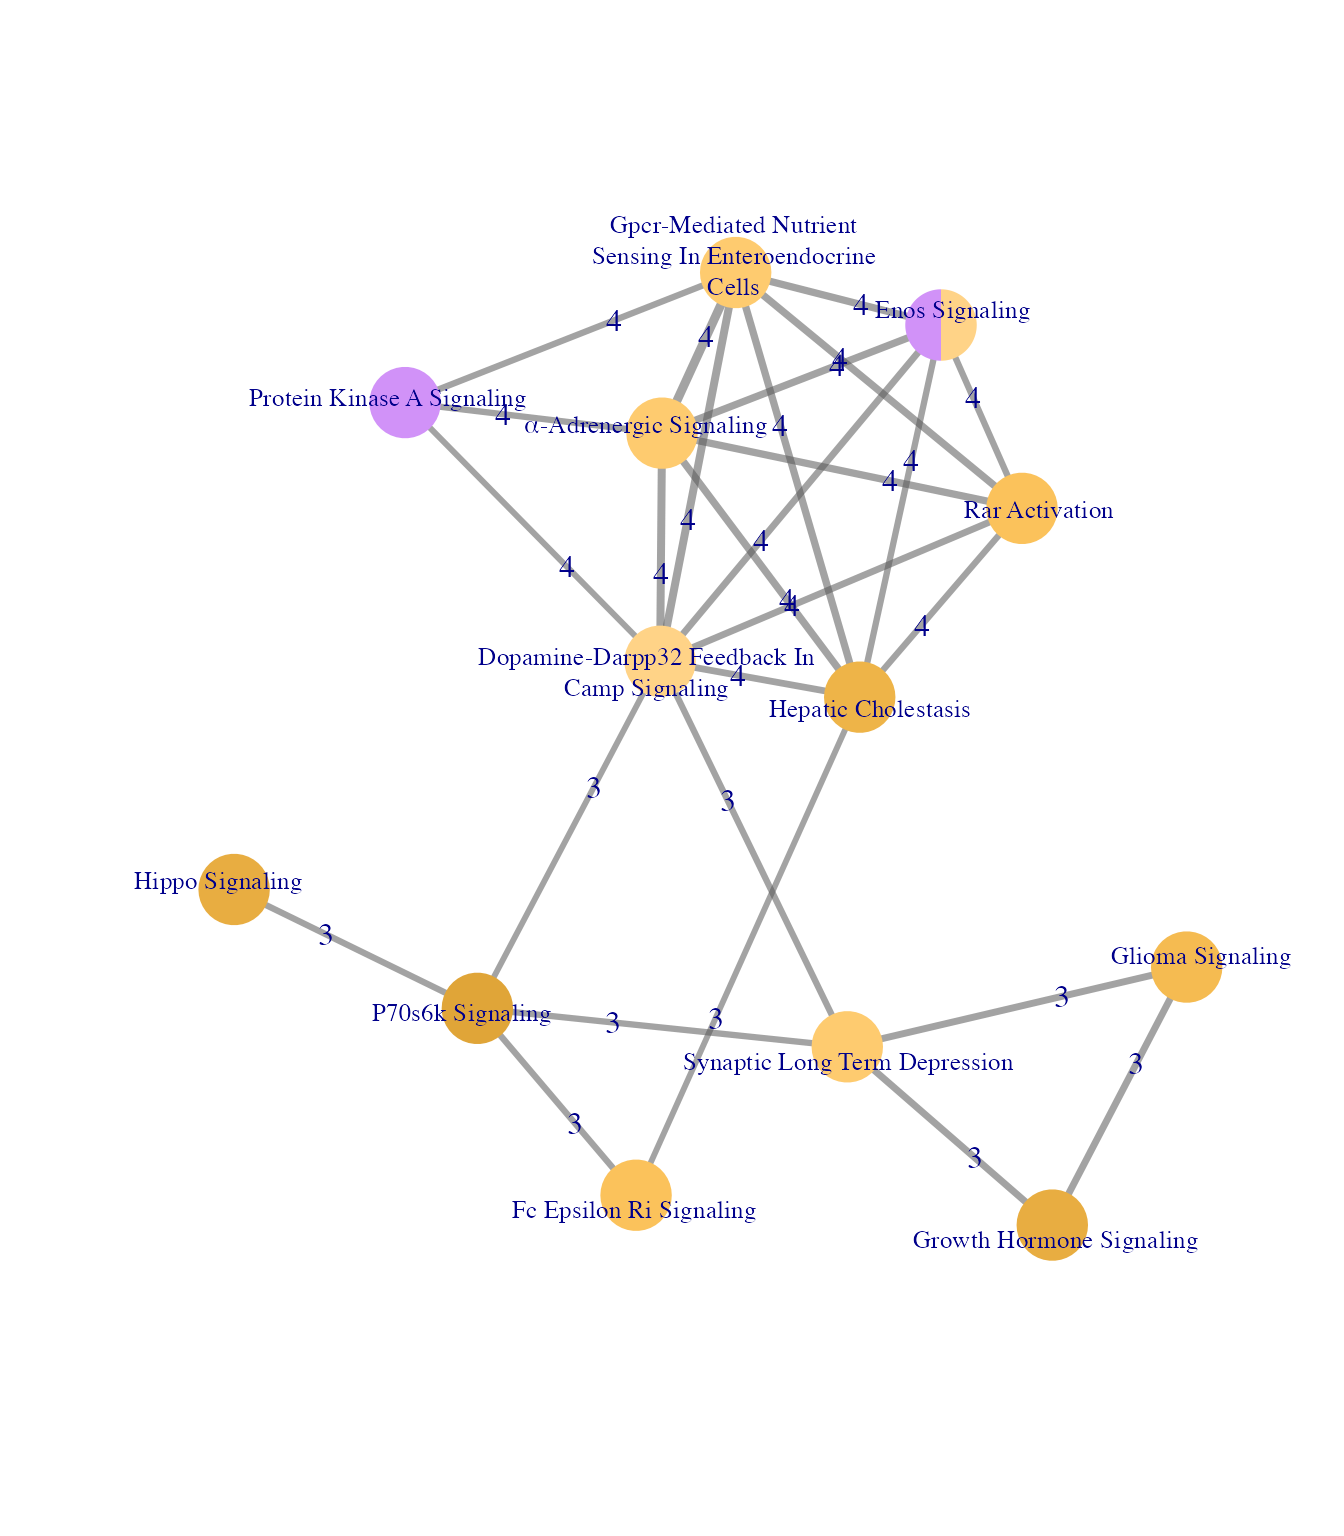 Gpcr-Mediated Nutrient
Sensing In Enteroendocrine
Cells
4
Enos Signaling
4
4
4
4
Protein Kinase A Signaling
4
4
α-Adrenergic Signaling
4
4
4
Rar Activation
4
4
4
4
4
4
4
4
Dopamine-Darpp32 Feedback In
Camp Signaling
4
Hepatic Cholestasis
3
3
Hippo Signaling
3
Glioma Signaling
3
P70s6k Signaling
3
3
Synaptic Long Term Depression
3
3
3
Fc Epsilon Ri Signaling
Growth Hormone Signaling